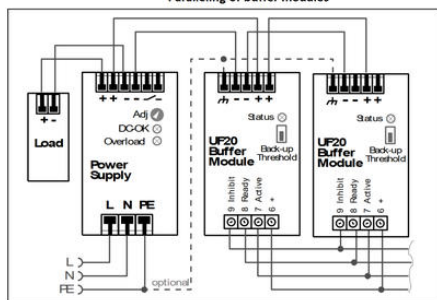 Paralleling of buffer modules
+ + - - 
+ -
Load
Adj
DC-OK
Overload
Power
Supply
L N PE
- - + +
Status
UF20
Buffer
Module
Back-up
Threshold
9 Inhibit
8 Ready
7 Active
6 +
- - + +
Status
UF20
Buffer
Module
Back-up
Threshold
9 Inhibit
8 Ready
7 Active
6 +
L
N
PE
optional